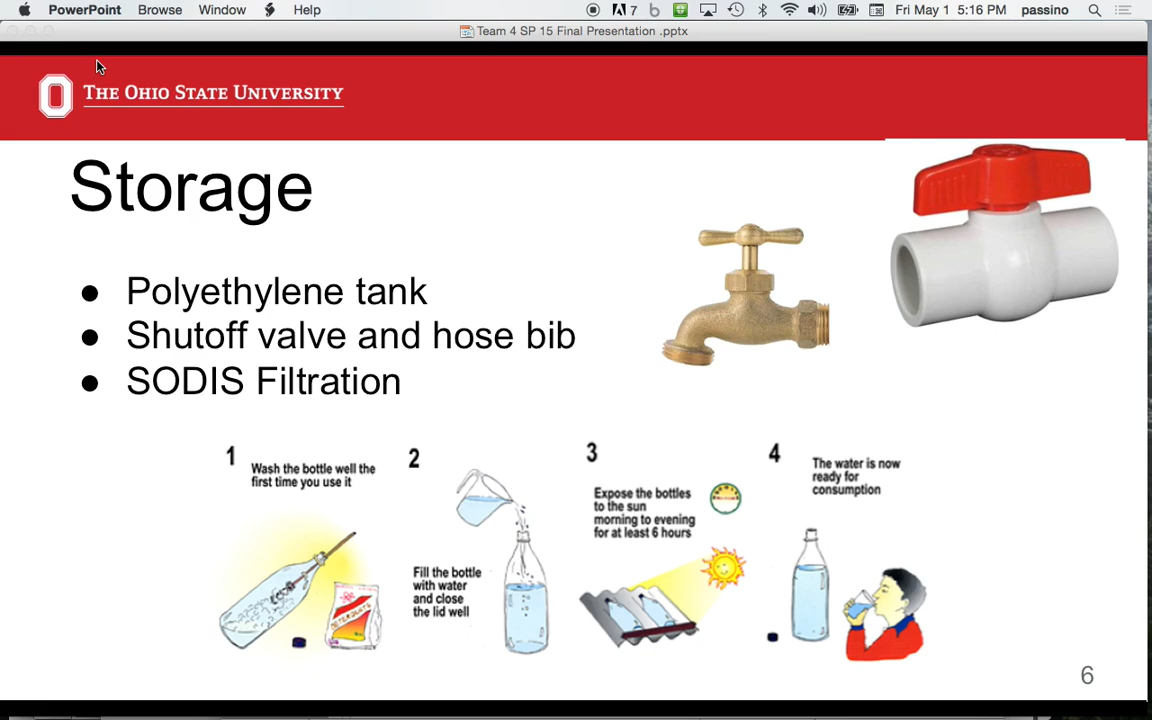 PowerPoint Browse Window Help 7 Fri May 1 5:16 PM passino
Team 4 SP 15 Final Presentation .pptx
THE OHIO STATE UNIVERSITY
Storage
● Polyethylene tank
● Shutoff valve and hose bib
● SODIS Filtration
1
Wash the bottle well the
first time you use it
2
Fill the bottle
with water
and close
the lid well
3
Expose the bottles
to the sun
morning to evening
for at least 6 hours
4
The water is now
ready for
consumption
6